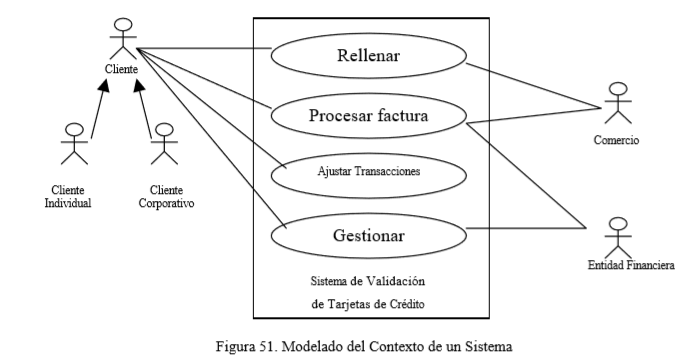 Rellenar
Cliente
Procesar factura
Comercio
Ajustar Transacciones
Cliente
Individual
Cliente
Corporativo
Gestionar
Entidad Financiera
Sistema de Validación
de Tarjetas de Crédito
Figura 51. Modelado del Contexto de un Sistema